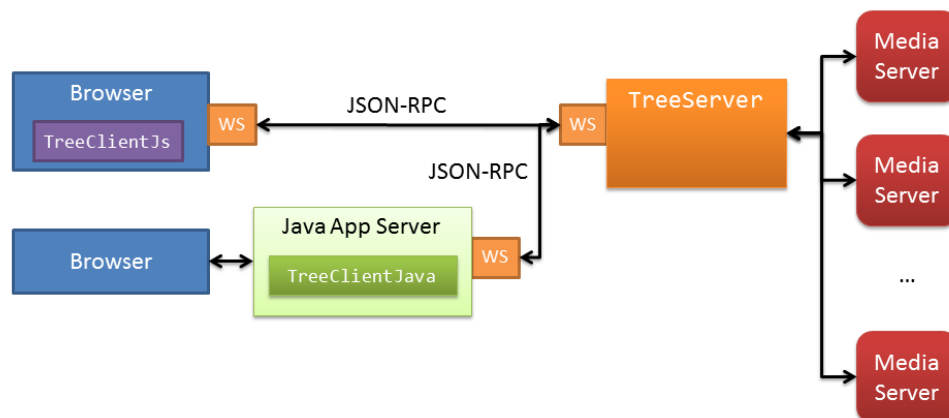 Browser
TreeClientJs
WS
JSON-RPC
WS
TreeServer
Media
Server
JSON-RPC
Media
Server
Browser
Java App Server
TreeClientJava
WS
...
Media
Server